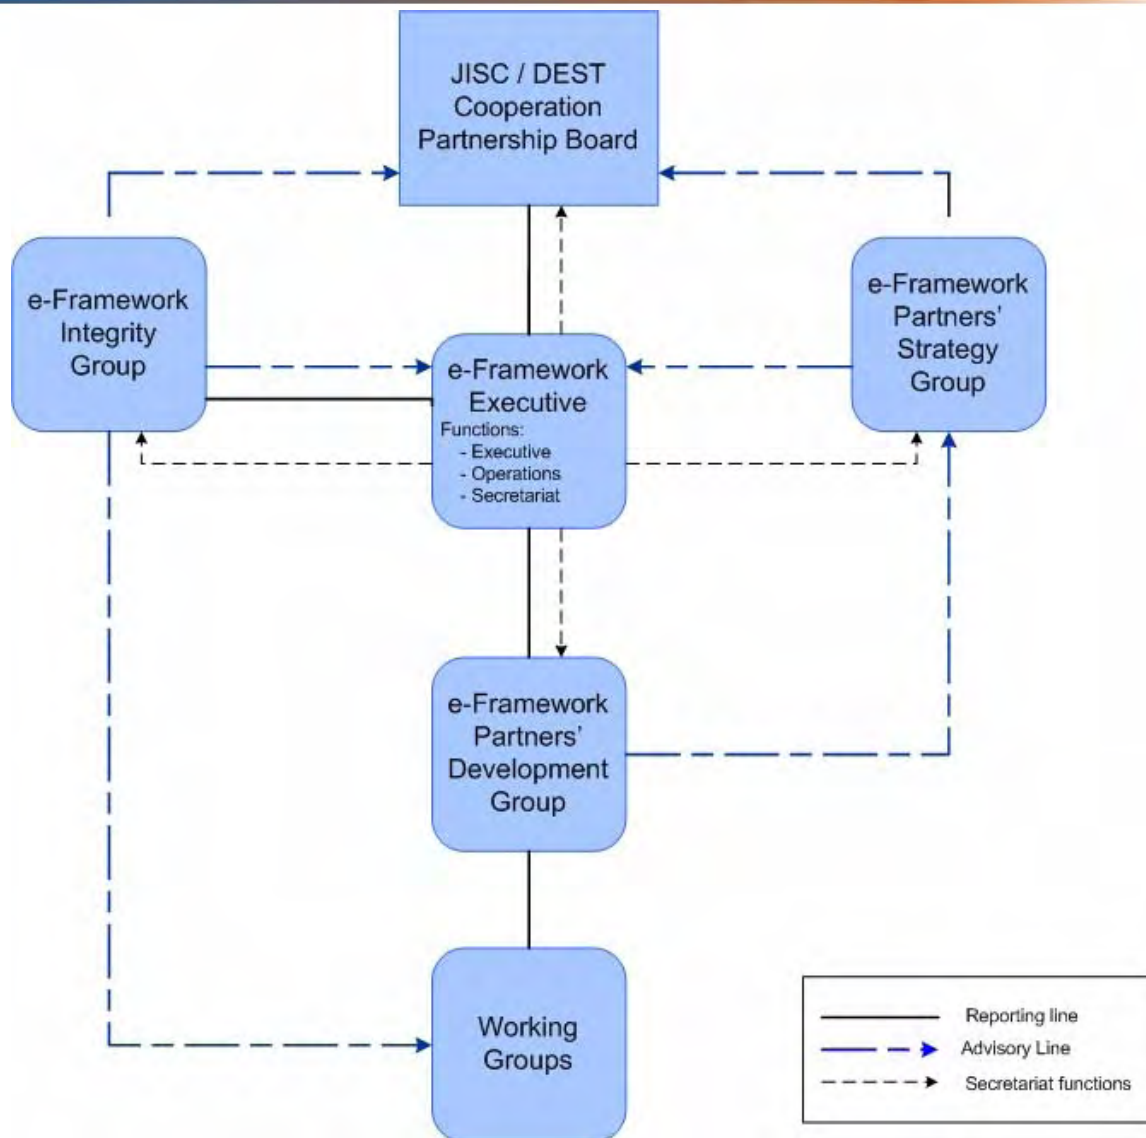 JISC / DEST
Cooperation
Partnership Board
e-Framework
Integrity
Group
e-Framework
Partners’
Strategy
Group
e-Framework
Executive
Functions:
- Executive
- Operations
- Secretariat
e-Framework
Partners’
Development
Group
Working
Groups
Reporting line
Advisory Line
Secretariat functions